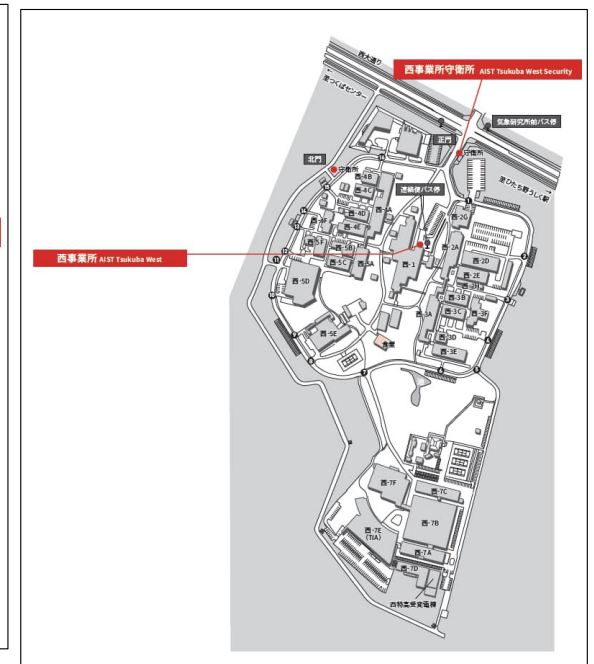 西大通り
西事業所守衛所 AIST Tsukuba West Security
至つくばセンター
気象研究所前バス停
正門
守衛所
北門
守衛所
至ひたち野うしく駅
連絡便バス停
西-4B
西-4C
西-4A
西-4D
西-4E
西-4F
西-2G
西-2A
西-1
西-2D
西-2E
西-5B
西-5C
西-5A
西事業所 AIST Tsukuba West
西-5D
西-3B
西-3C
西-3F
西-3A
西-3D
西-3E
西-5E
食堂
西-7F
西-7C
西-7B
西-7E
(TIA)
西-7A
西-7D
西特高受変電棟